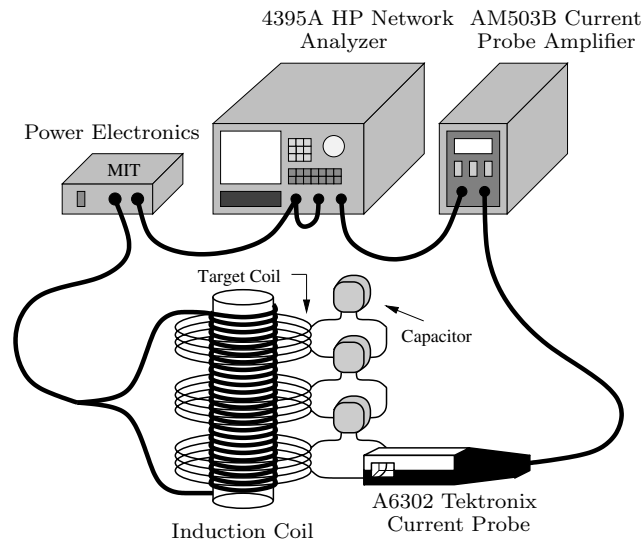 4395A HP Network
Analyzer
AM503B Current
Probe Amplifier
Power Electronics
MIT
Target Coil
Capacitor
A6302 Tektronix
Current Probe
Induction Coil